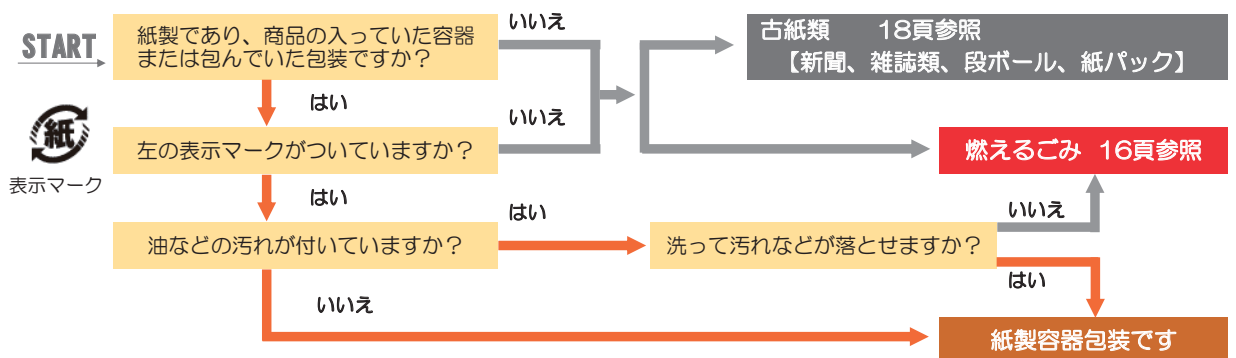 START
紙製であり、商品の入っていた容器
または包んでいた包装ですか？
いいえ
古紙類 18頁参照
【新聞、雑誌類、段ボール、紙パック】
はい
紙
表示マーク
左の表示マークがついていますか？
いいえ
燃えるごみ 16頁参照
はい
油などの汚れが付いていますか？
はい
洗って汚れなどが落とせますか？
いいえ
はい
いいえ
紙製容器包装です